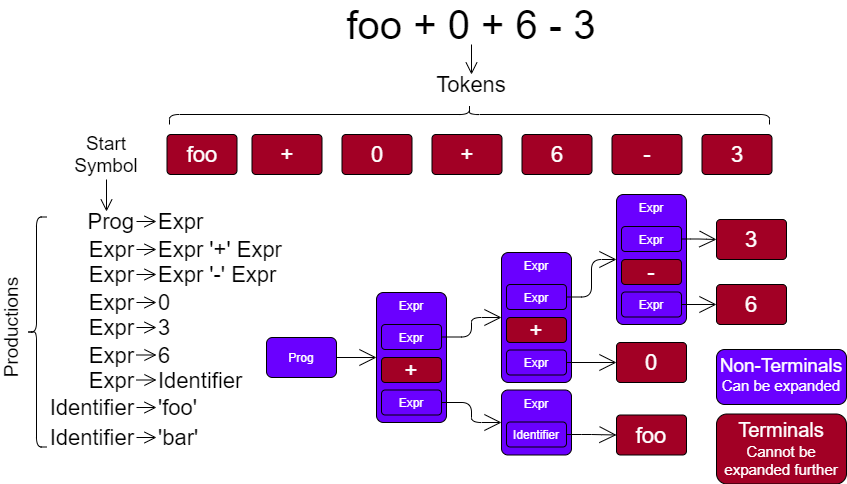 foo + 0 + 6 - 3
Tokens
foo + 0 + 6 - 3
Start
Symbol
Prog→Expr
Expr→Expr '+' Expr
Expr→Expr '-' Expr
Expr→0
Expr→3
Expr→6
Expr→Identifier
Identifier→'foo'
Identifier→'bar'
Productions
Prog
Expr
Expr
+
Expr
Expr
Expr
+
Expr
Expr
Identifier
Expr
Expr
-
Expr
3
6
0
foo
Non-Terminals
Can be expanded
Terminals
Cannot be
expanded further